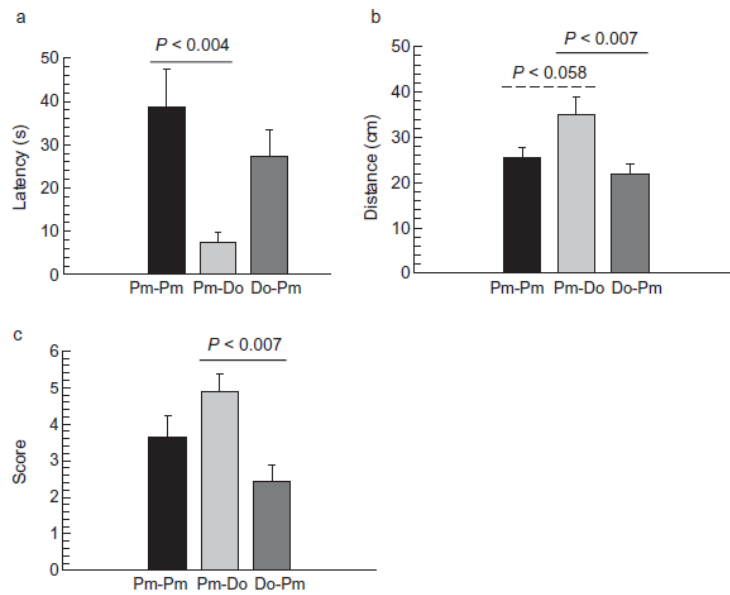 a
P < 0.004
50
40
30
20
10
0
Latency (s)
Pm-Pm Pm-Do Do-Pm
b
P < 0.007
P < 0.058
50
40
30
20
10
0
Distance (cm)
Pm-Pm Pm-Do Do-Pm
c
P < 0.007
6
5
4
3
2
1
0
Score
Pm-Pm Pm-Do Do-Pm